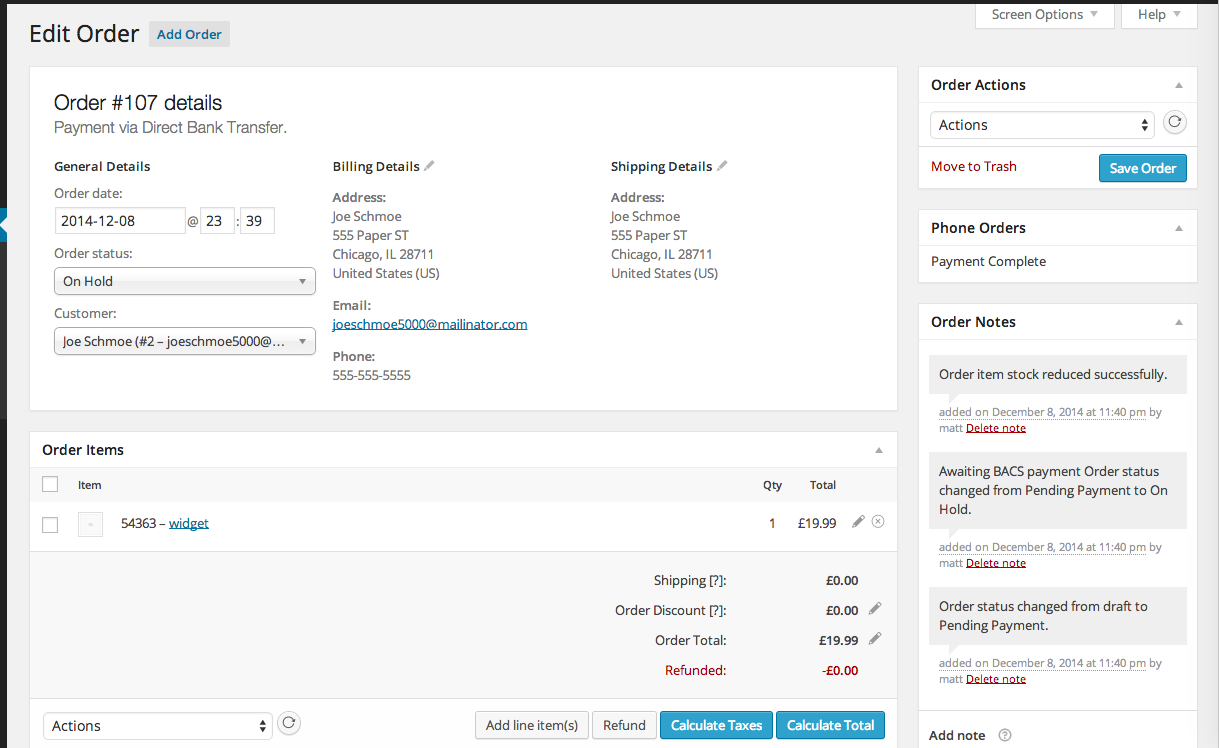 Screen Options
Help
Edit Order
Add Order
Order #107 details
Payment via Direct Bank Transfer.
General Details
Order date:
2014-12-08 @ 23 : 39
Order status:
On Hold
Customer:
Joe Schmoe (#2 – joeschmoe5000@...
Billing Details
Address:
Joe Schmoe
555 Paper ST
Chicago, IL 28711
United States (US)
Email:
joeschmoe5000@mailinator.com
Phone:
555-555-5555
Shipping Details
Address:
Joe Schmoe
555 Paper ST
Chicago, IL 28711
United States (US)
Order Items
Item Qty Total
54363 – widget 1 £19.99
Shipping [?]: £0.00
Order Discount [?]: £0.00
Order Total: £19.99
Refunded: -£0.00
Actions
Add line item(s)
Refund
Calculate Taxes
Calculate Total
Order Actions
Actions
Move to Trash
Save Order
Phone Orders
Payment Complete
Order Notes
Order item stock reduced successfully.
added on December 8, 2014 at 11:40 pm by
matt Delete note
Awaiting BACS payment Order status
changed from Pending Payment to On
Hold.
added on December 8, 2014 at 11:40 pm by
matt Delete note
Order status changed from draft to
Pending Payment.
added on December 8, 2014 at 11:40 pm by
matt Delete note
Add note ?